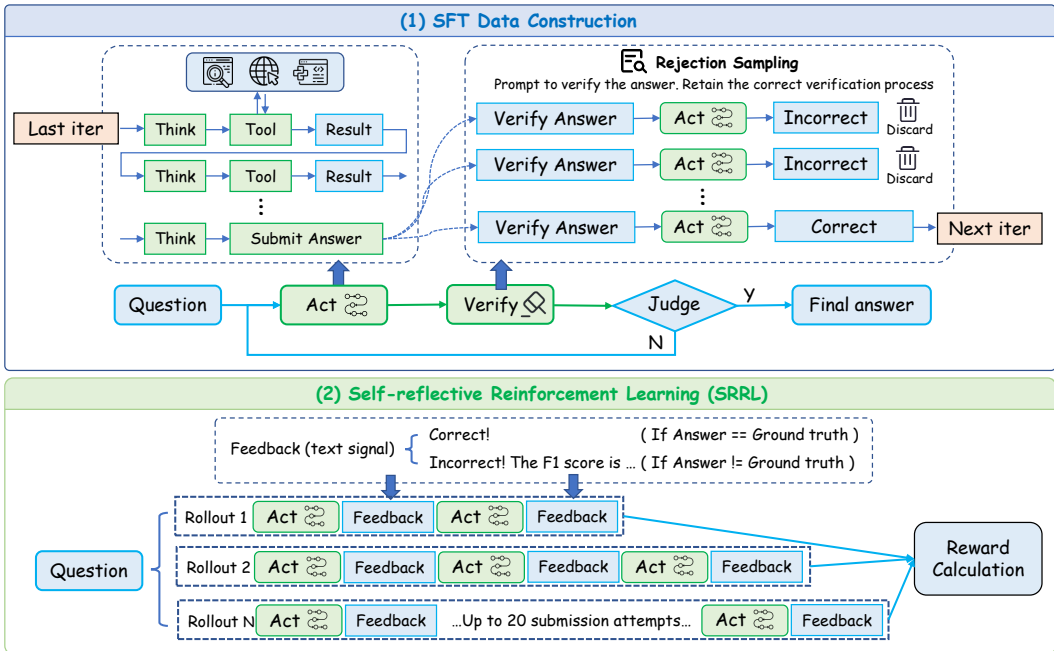 (1) SFT Data Construction
Rejection Sampling
Prompt to verify the answer. Retain the correct verification process
Last iter
Think
Tool
Result
Verify Answer
Act
Incorrect
Discard
Think
Tool
Result
Verify Answer
Act
Incorrect
Discard
...
...
Think
Submit Answer
Verify Answer
Act
Correct
Next iter
Question
Act
Verify
Judge
Y
Final answer
N
(2) Self-reflective Reinforcement Learning (SRRL)
Feedback (text signal)
Correct!
( If Answer == Ground truth )
Incorrect! The F1 score is ...
( If Answer != Ground truth )
Rollout 1
Act
Feedback
Act
Feedback
Question
Rollout 2
Act
Feedback
Act
Feedback
Act
Feedback
Reward
Calculation
Rollout N
Act
Feedback
...Up to 20 submission attempts...
Act
Feedback